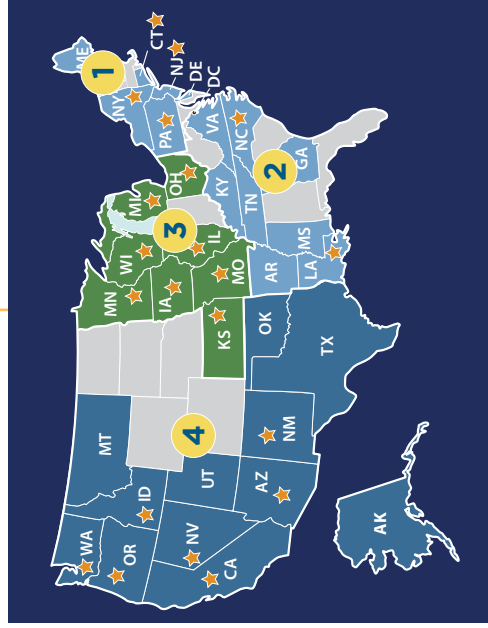 WA
OR
CA
NV
ID
MT
UT
AZ
NM
AK
4
TX
OK
KS
MN
IA
MO
WI
IL
MI
OH
3
AR
LA
MS
TN
KY
GA
NC
VA
2
ME
NY
PA
1
CT
NJ
DE
DC